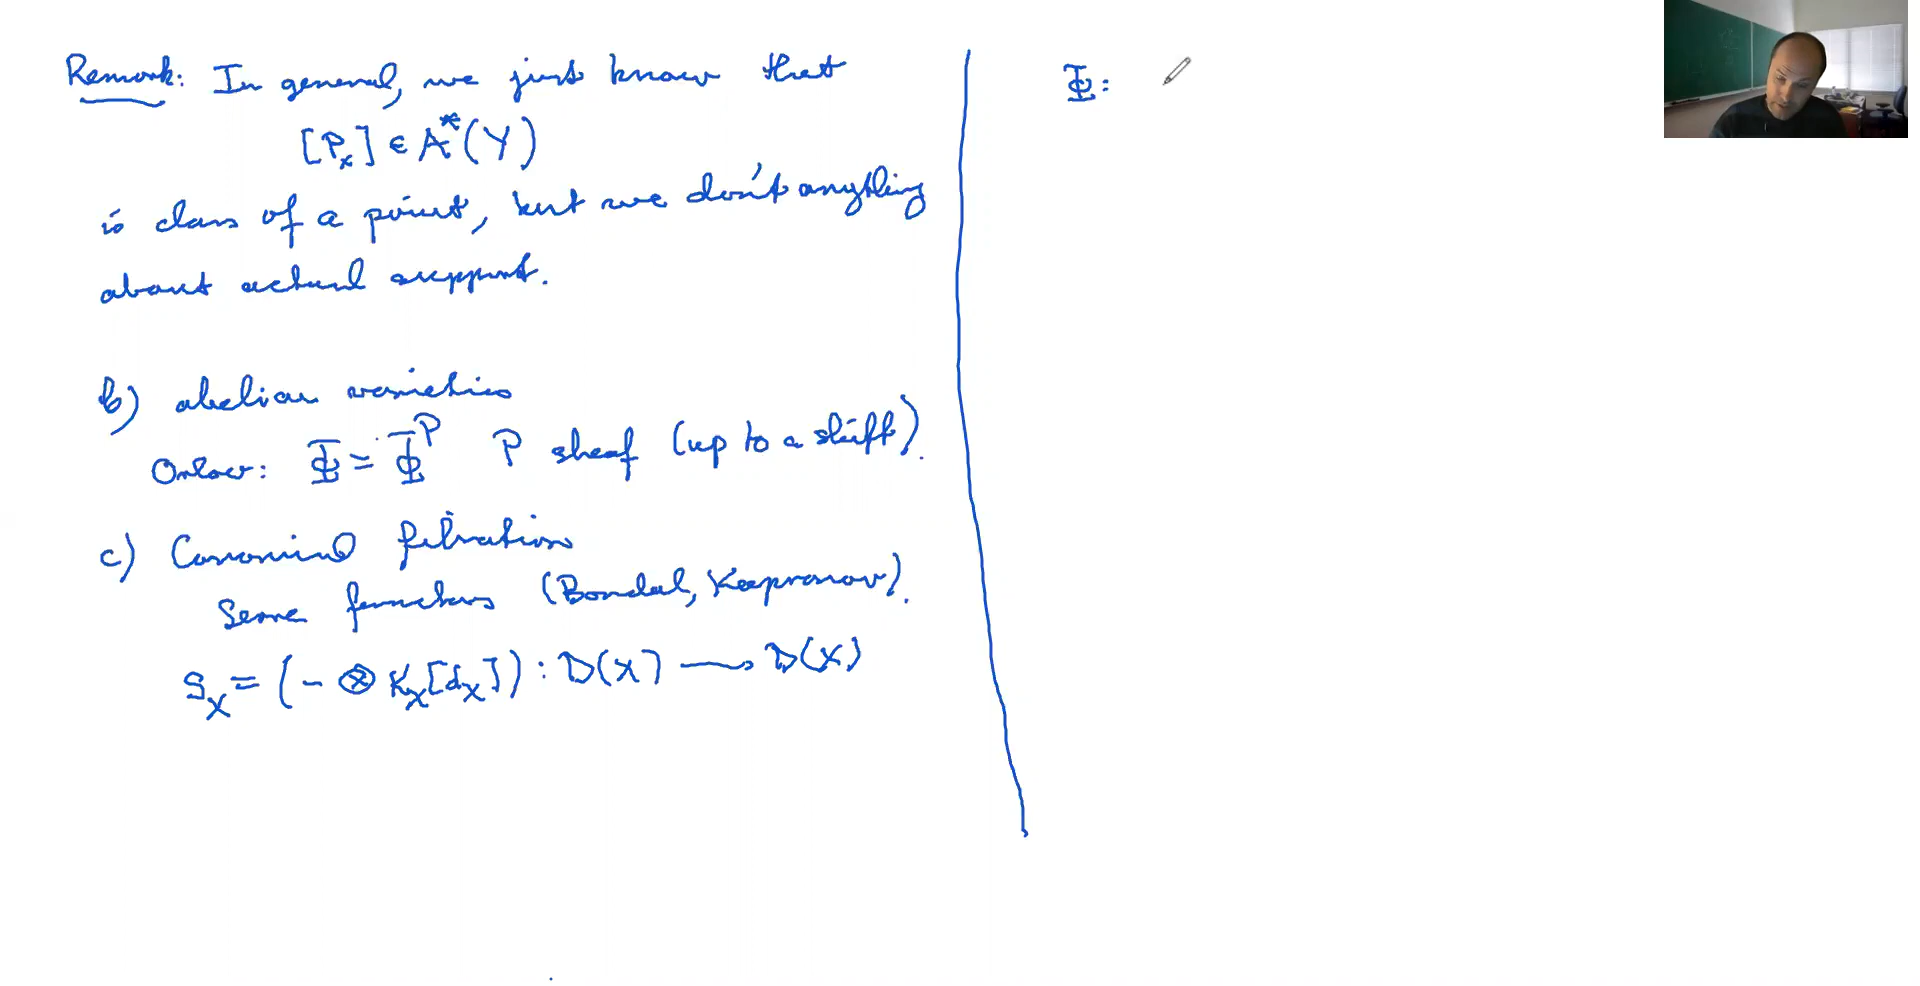 Remark: In general, we just know that
[P_x] ∈ A^*(Y)
is class of a point, but we don't anything
about actual support.
b) abelian varieties
Orlov: Φ = Φ^P P sheaf (up to a shift).
c) Canonical filtration
Serre functors (Bondal, Kapranov).
S_X = (- ⊗ K_X[d_X]) : D(X) → D(X)
Φ: